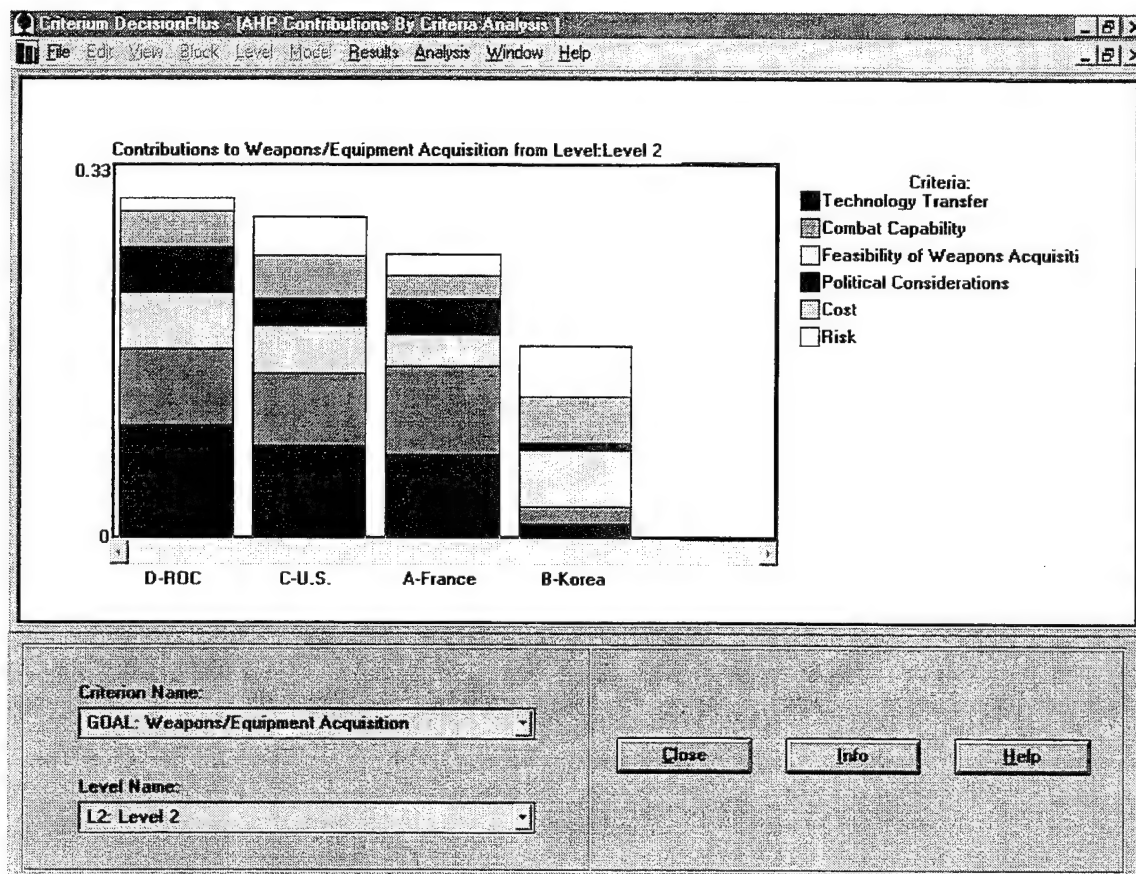 Criterium DecisionPlus - [AHP Contributions By Criteria Analysis ]
File Edit View Block Level Model Results Analysis Window Help
Contributions to Weapons/Equipment Acquisition from Level:Level 2
0.33
0
D-ROC C-U.S. A-France B-Korea
Criteria:
Technology Transfer
Combat Capability
Feasibility of Weapons Acquisiti
Political Considerations
Cost
Risk
Criterion Name:
GOAL: Weapons/Equipment Acquisition
Level Name:
L2: Level 2
Close Info Help